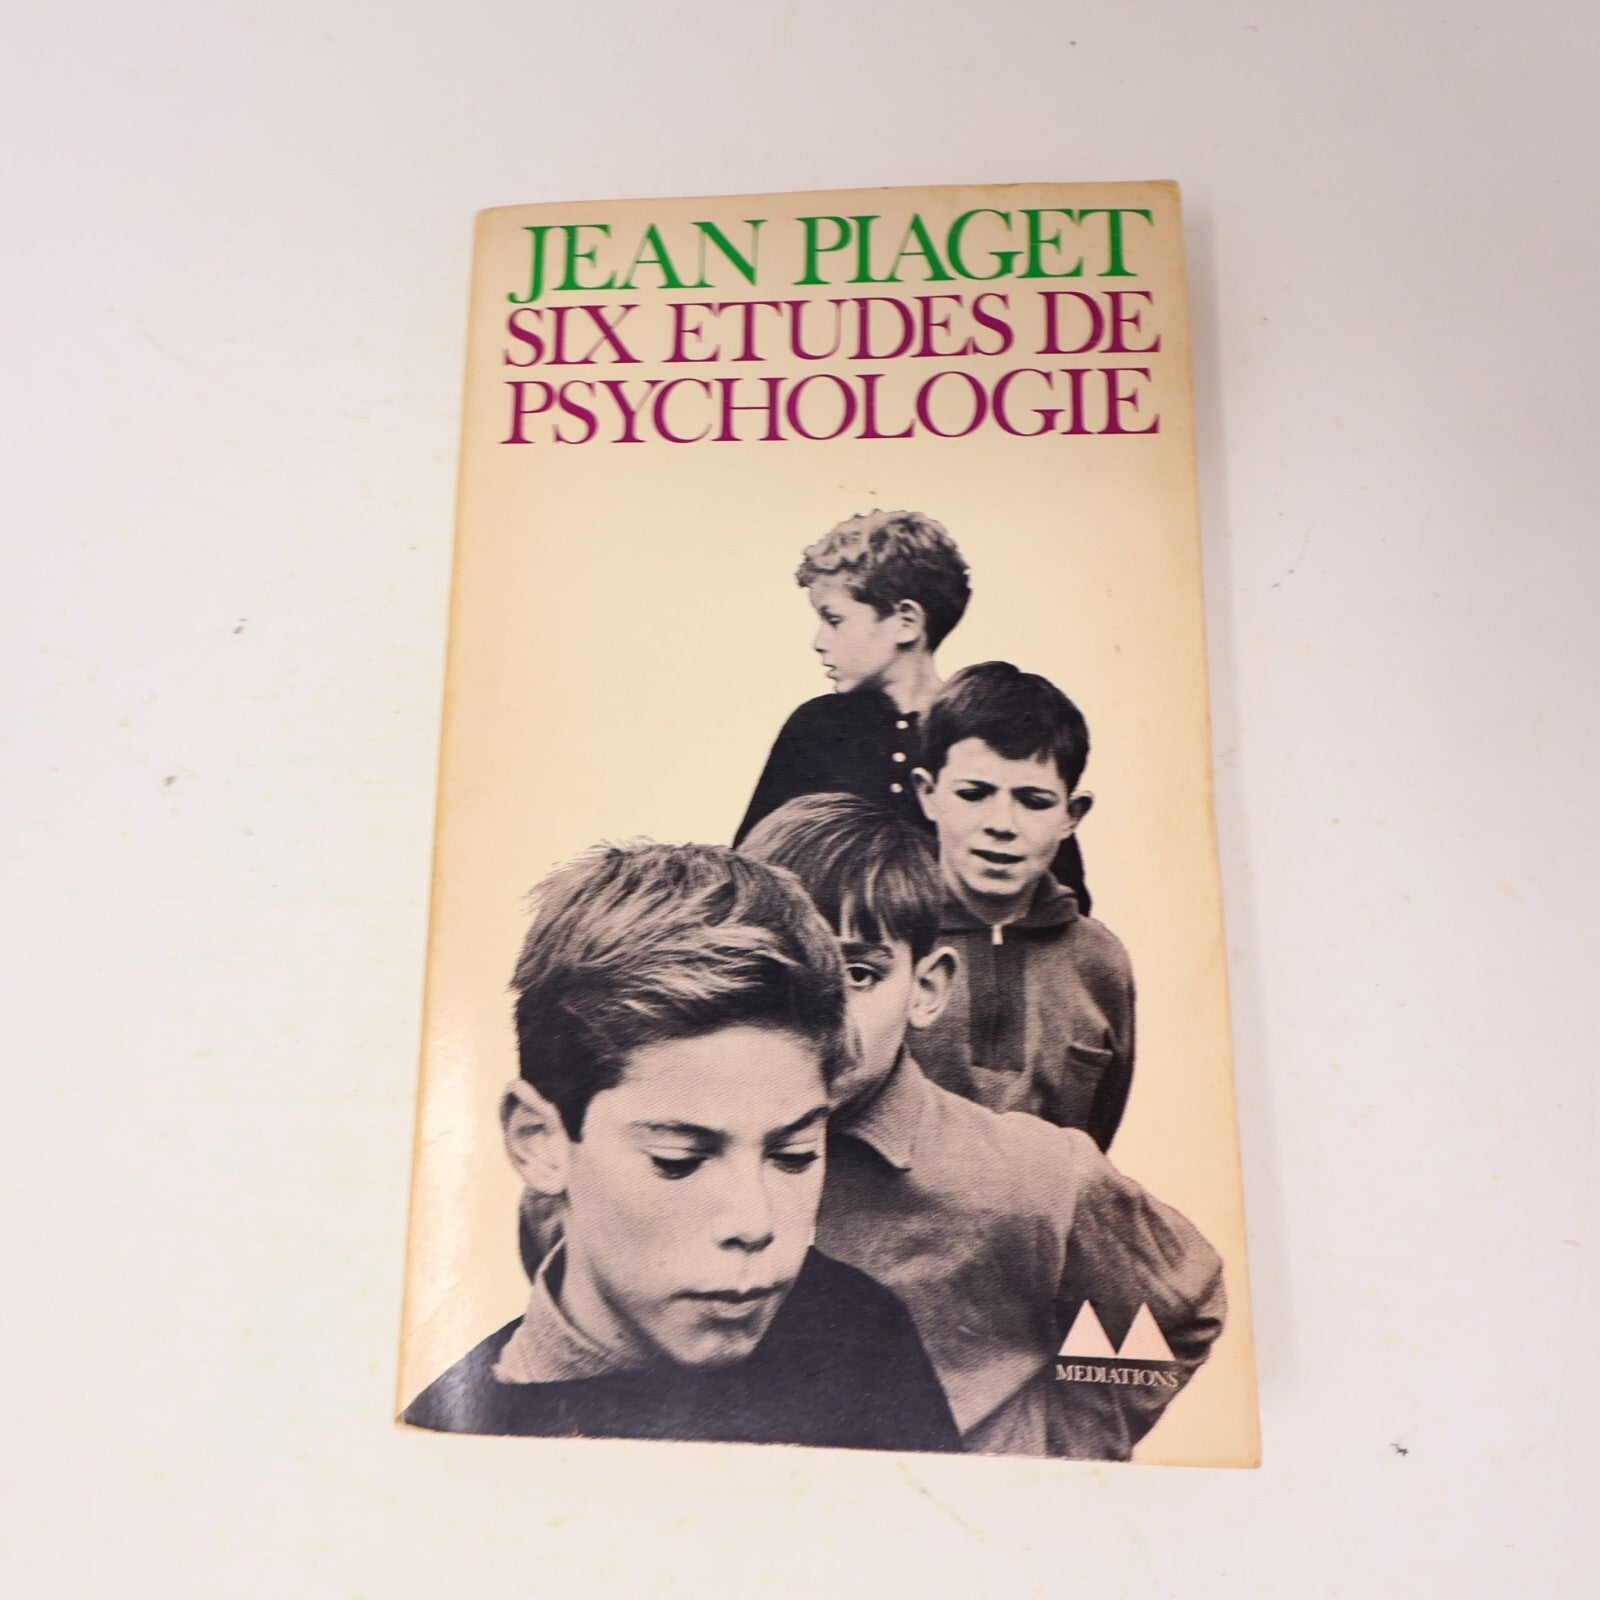 JEAN PIAGET
SIX ETUDES DE
PSYCHOLOGIE
MEDIATIONS